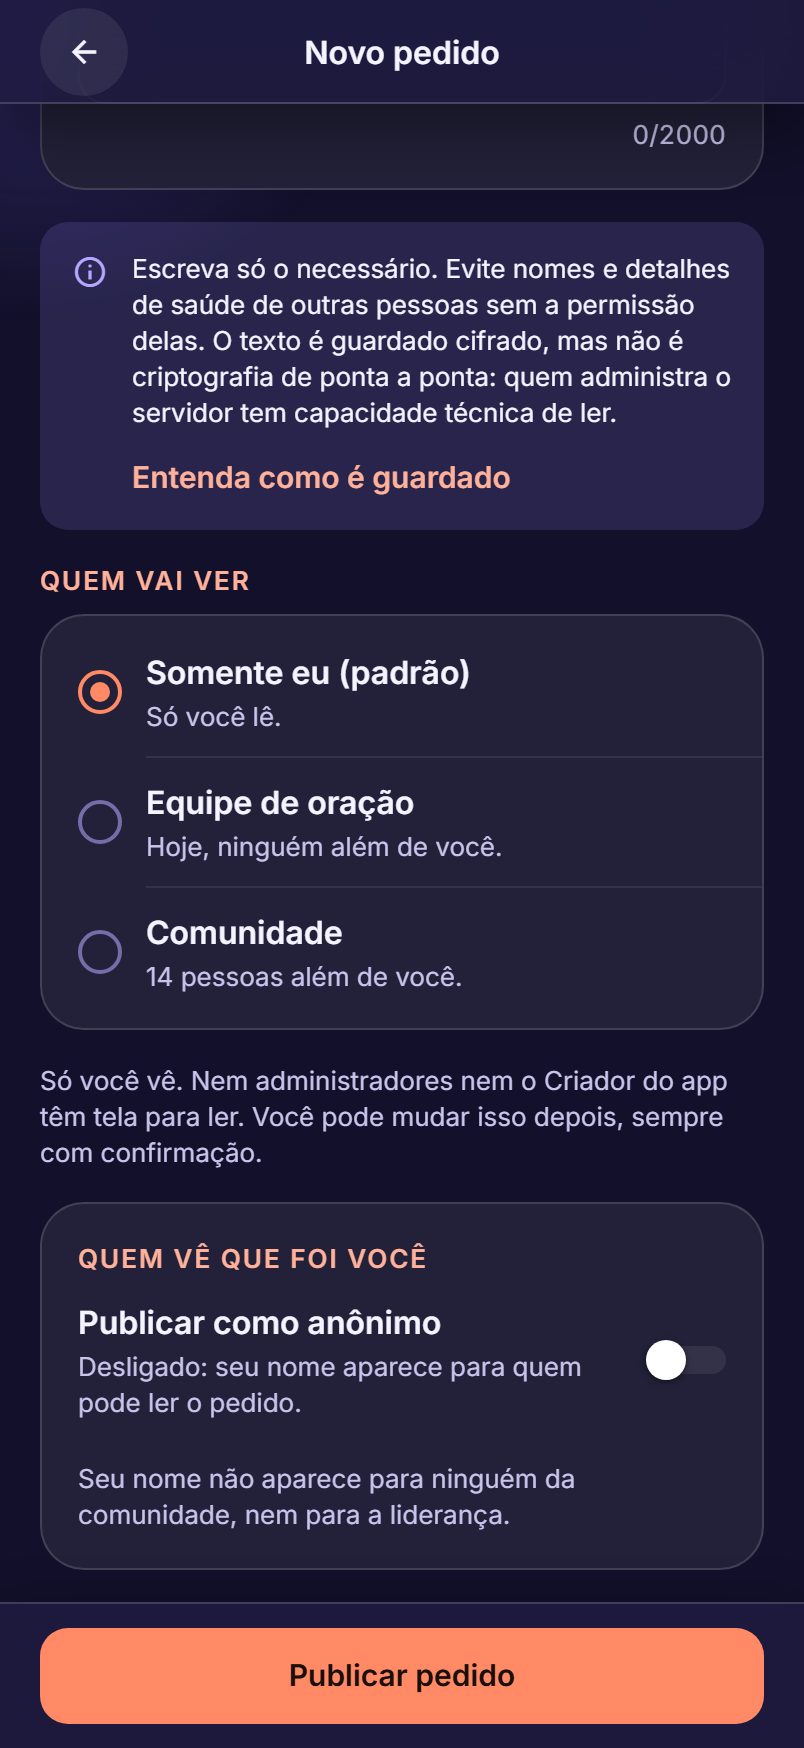 Novo pedido
0/2000
Escreva só o necessário. Evite nomes e detalhes
de saúde de outras pessoas sem a permissão
delas. O texto é guardado cifrado, mas não é
criptografia de ponta a ponta: quem administra o
servidor tem capacidade técnica de ler.
Entenda como é guardado
QUEM VAI VER
Somente eu (padrão)
Só você lê.
Equipe de oração
Hoje, ninguém além de você.
Comunidade
14 pessoas além de você.
Só você vê. Nem administradores nem o Criador do app
têm tela para ler. Você pode mudar isso depois, sempre
com confirmação.
QUEM VÊ QUE FOI VOCÊ
Publicar como anônimo
Desligado: seu nome aparece para quem
pode ler o pedido.
Seu nome não aparece para ninguém da
comunidade, nem para a liderança.
Publicar pedido